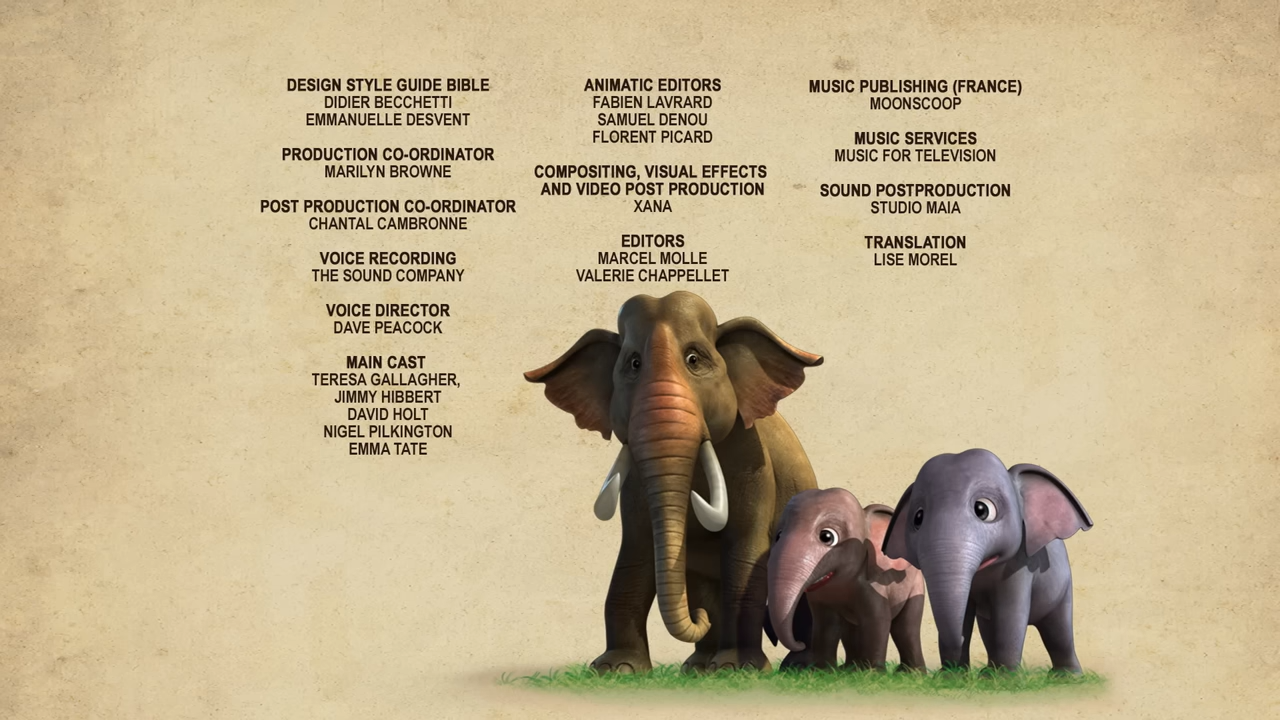 DESIGN STYLE GUIDE BIBLE
DIDIER BECCHETTI
EMMANUELLE DESVENT
PRODUCTION CO-ORDINATOR
MARILYN BROWNE
POST PRODUCTION CO-ORDINATOR
CHANTAL CAMBRONNE
VOICE RECORDING
THE SOUND COMPANY
VOICE DIRECTOR
DAVE PEACOCK
MAIN CAST
TERESA GALLAGHER,
JIMMY HIBBERT
DAVID HOLT
NIGEL PILKINGTON
EMMA TATE
ANIMATIC EDITORS
FABIEN LAVRARD
SAMUEL DENOU
FLORENT PICARD
COMPOSITING, VISUAL EFFECTS
AND VIDEO POST PRODUCTION
XANA
EDITORS
MARCEL MOLLE
VALERIE CHAPPELLET
MUSIC PUBLISHING (FRANCE)
MOONSCOOP
MUSIC SERVICES
MUSIC FOR TELEVISION
SOUND POSTPRODUCTION
STUDIO MAIA
TRANSLATION
LISE MOREL